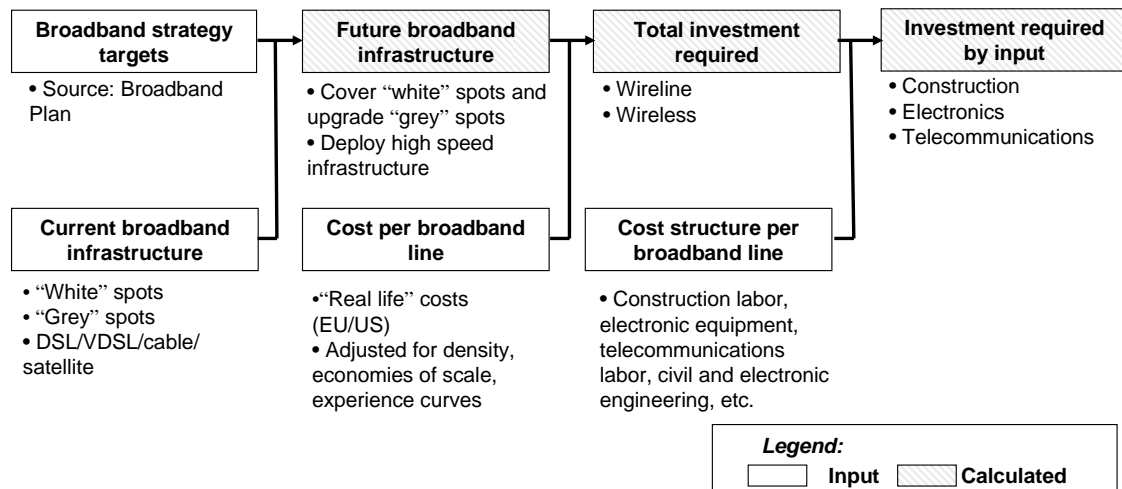 Broadband strategy
targets
• Source: Broadband
Plan
Future broadband
infrastructure
• Cover “white” spots and
upgrade “grey” spots
• Deploy high speed
infrastructure
Total investment
required
• Wireline
• Wireless
Investment required
by input
• Construction
• Electronics
• Telecommunications
Current broadband
infrastructure
• “White” spots
• “Grey” spots
• DSL/VDSL/cable/
satellite
Cost per broadband
line
• “Real life” costs
(EU/US)
• Adjusted for density,
economies of scale,
experience curves
Cost structure per
broadband line
• Construction labor,
electronic equipment,
telecommunications
labor, civil and electronic
engineering, etc.
Legend:
Input
Calculated